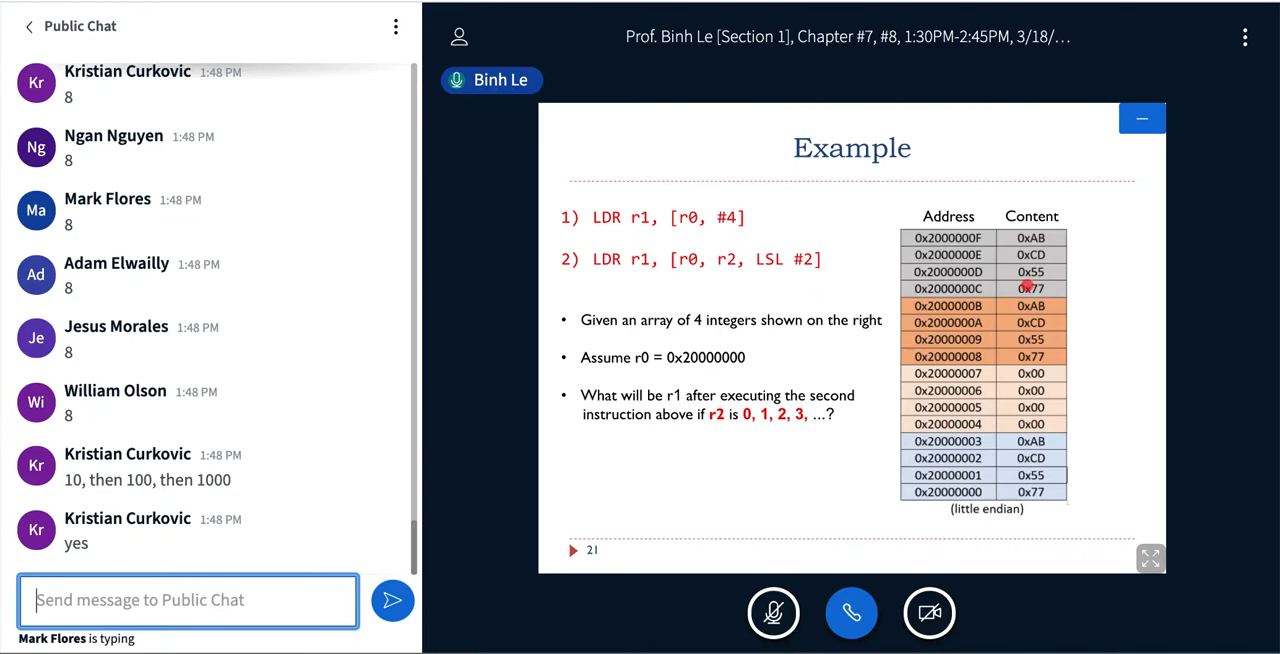 Public Chat
Kr
Kristian Curkovic 1:48 PM
8
Ng
Ngan Nguyen 1:48 PM
8
Ma
Mark Flores 1:48 PM
8
Ad
Adam Elwailly 1:48 PM
8
Je
Jesus Morales 1:48 PM
8
Wi
William Olson 1:48 PM
8
Kr
Kristian Curkovic 1:48 PM
10, then 100, then 1000
Kr
Kristian Curkovic 1:48 PM
yes
Send message to Public Chat
Mark Flores is typing
Prof. Binh Le [Section 1], Chapter #7, #8, 1:30PM-2:45PM, 3/18/…
Binh Le
Example
1) LDR r1, [r0, #4]
2) LDR r1, [r0, r2, LSL #2]
• Given an array of 4 integers shown on the right
• Assume r0 = 0x20000000
• What will be r1 after executing the second
instruction above if r2 is 0, 1, 2, 3, ...?
Address Content
0x2000000F 0xAB
0x2000000E 0xCD
0x2000000D 0x55
0x2000000C 0x77
0x2000000B 0xAB
0x2000000A 0xCD
0x20000009 0x55
0x20000008 0x77
0x20000007 0x00
0x20000006 0x00
0x20000005 0x00
0x20000004 0x00
0x20000003 0xAB
0x20000002 0xCD
0x20000001 0x55
0x20000000 0x77
(little endian)
21